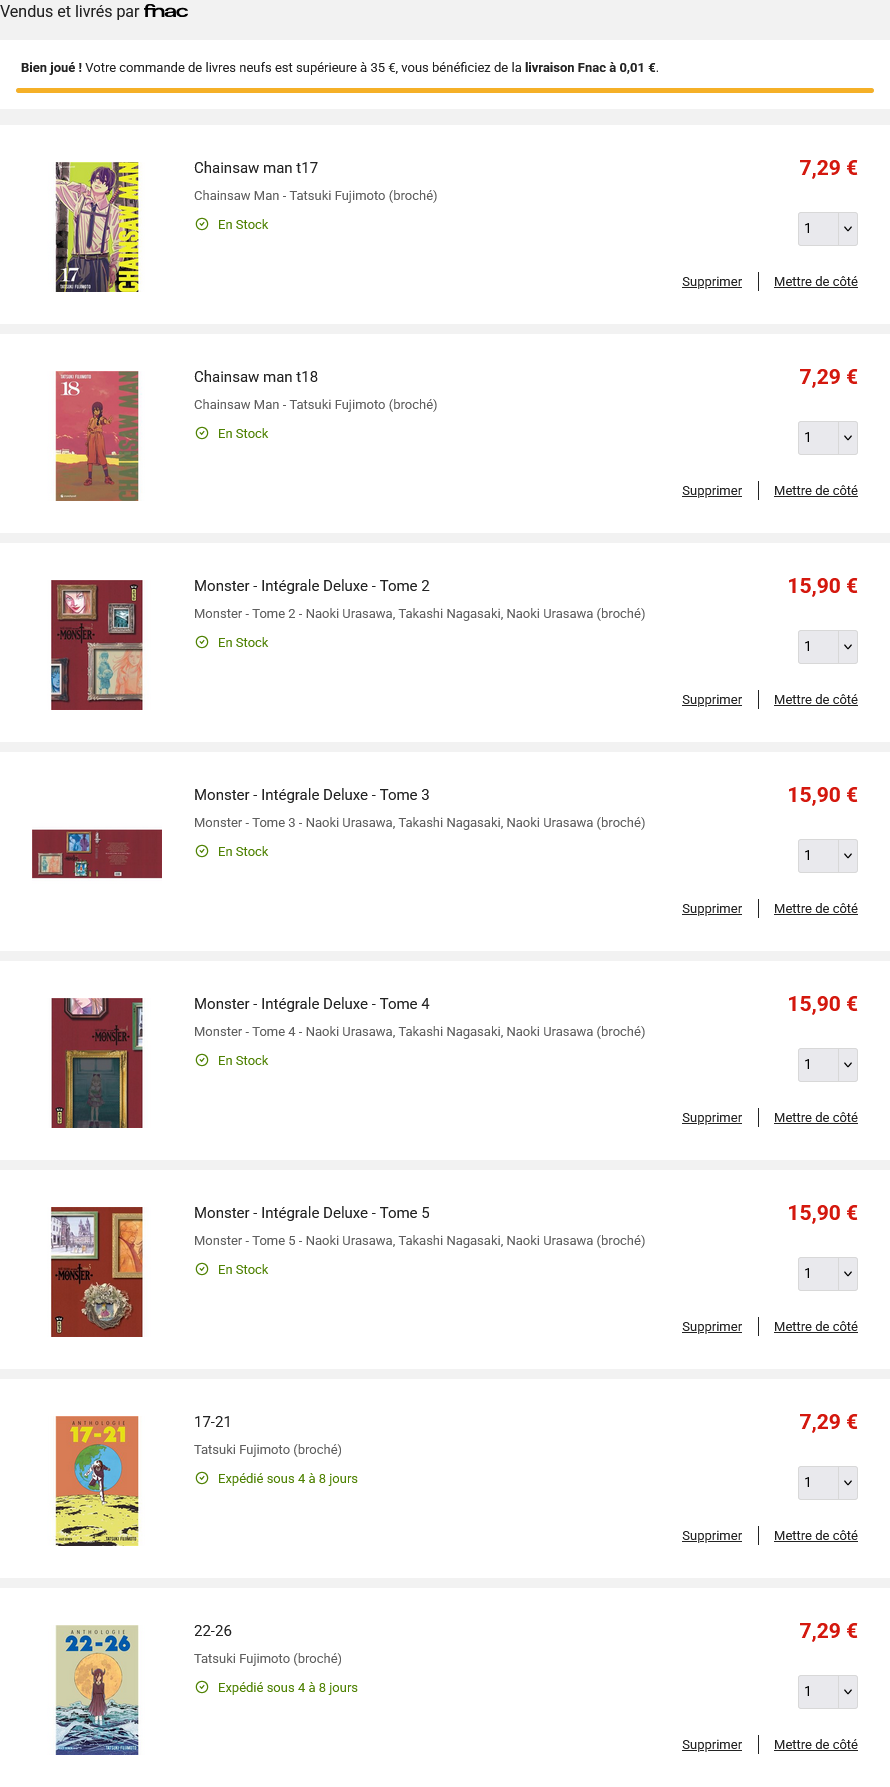 Vendus et livrés par fnac
Bien joué ! Votre commande de livres neufs est supérieure à 35 €, vous bénéficiez de la livraison Fnac à 0,01 €.
CHAINSAW MAN
17
TATSUKI FUJIMOTO
Chainsaw man t17
7,29 €
Chainsaw Man - Tatsuki Fujimoto (broché)
En Stock
1
Supprimer
Mettre de côté
TATSUKI FUJIMOTO
18
CHAINSAW MAN
Chainsaw man t18
7,29 €
Chainsaw Man - Tatsuki Fujimoto (broché)
En Stock
1
Supprimer
Mettre de côté
MONSTER
Monster - Intégrale Deluxe - Tome 2
15,90 €
Monster - Tome 2 - Naoki Urasawa, Takashi Nagasaki, Naoki Urasawa (broché)
En Stock
1
Supprimer
Mettre de côté
Monster - Intégrale Deluxe - Tome 3
15,90 €
Monster - Tome 3 - Naoki Urasawa, Takashi Nagasaki, Naoki Urasawa (broché)
En Stock
1
Supprimer
Mettre de côté
MONSTER
Monster - Intégrale Deluxe - Tome 4
15,90 €
Monster - Tome 4 - Naoki Urasawa, Takashi Nagasaki, Naoki Urasawa (broché)
En Stock
1
Supprimer
Mettre de côté
MONSTER
Monster - Intégrale Deluxe - Tome 5
15,90 €
Monster - Tome 5 - Naoki Urasawa, Takashi Nagasaki, Naoki Urasawa (broché)
En Stock
1
Supprimer
Mettre de côté
ANTHOLOGIE
17-21
TATSUKI FUJIMOTO
17-21
7,29 €
Tatsuki Fujimoto (broché)
Expédié sous 4 à 8 jours
1
Supprimer
Mettre de côté
ANTHOLOGIE
22-26
TATSUKI FUJIMOTO
22-26
7,29 €
Tatsuki Fujimoto (broché)
Expédié sous 4 à 8 jours
1
Supprimer
Mettre de côté